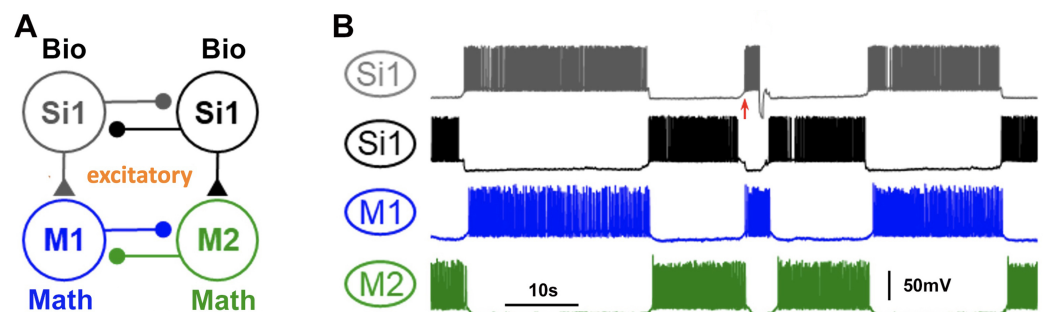 A
Bio
Bio
Si1
Si1
excitatory
M1
M2
Math
Math
B
Si1
Si1
M1
M2
10s
50mV